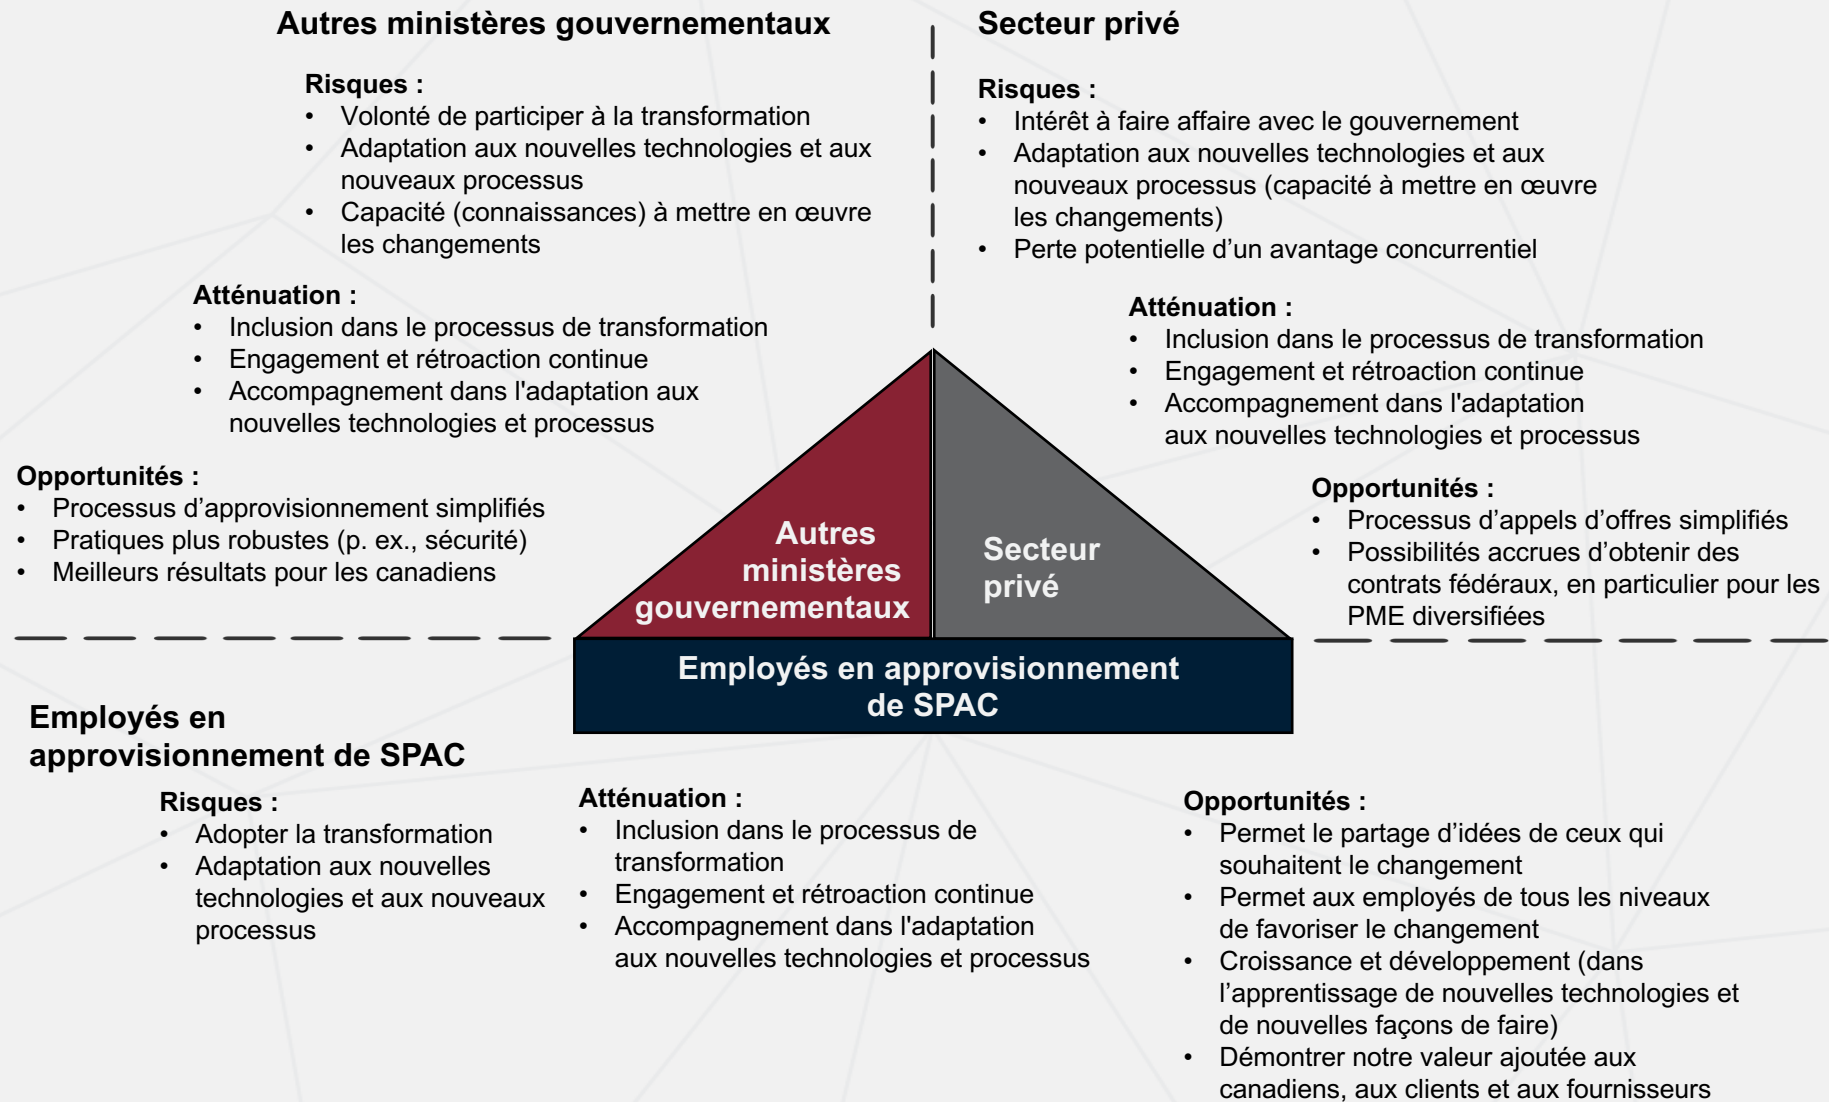 Autres ministères gouvernementaux
Risques :
• Volonté de participer à la transformation
• Adaptation aux nouvelles technologies et aux
nouveaux processus
• Capacité (connaissances) à mettre en œuvre
les changements
Atténuation :
• Inclusion dans le processus de transformation
• Engagement et rétroaction continue
• Accompagnement dans l'adaptation aux
nouvelles technologies et processus
Opportunités :
• Processus d’approvisionnement simplifiés
• Pratiques plus robustes (p. ex., sécurité)
• Meilleurs résultats pour les canadiens
Secteur privé
Risques :
• Intérêt à faire affaire avec le gouvernement
• Adaptation aux nouvelles technologies et aux
nouveaux processus (capacité à mettre en œuvre
les changements)
• Perte potentielle d’un avantage concurrentiel
Atténuation :
• Inclusion dans le processus de transformation
• Engagement et rétroaction continue
• Accompagnement dans l'adaptation
aux nouvelles technologies et processus
Opportunités :
• Processus d’appels d’offres simplifiés
• Possibilités accrues d’obtenir des
contrats fédéraux, en particulier pour les
PME diversifiées
Autres
ministères
gouvernementaux
Secteur
privé
Employés en approvisionnement
de SPAC
Employés en
approvisionnement de SPAC
Risques :
• Adopter la transformation
• Adaptation aux nouvelles
technologies et aux nouveaux
processus
Atténuation :
• Inclusion dans le processus de
transformation
• Engagement et rétroaction continue
• Accompagnement dans l'adaptation
aux nouvelles technologies et processus
Opportunités :
• Permet le partage d’idées de ceux qui
souhaitent le changement
• Permet aux employés de tous les niveaux
de favoriser le changement
• Croissance et développement (dans
l’apprentissage de nouvelles technologies et
de nouvelles façons de faire)
• Démontrer notre valeur ajoutée aux
canadiens, aux clients et aux fournisseurs